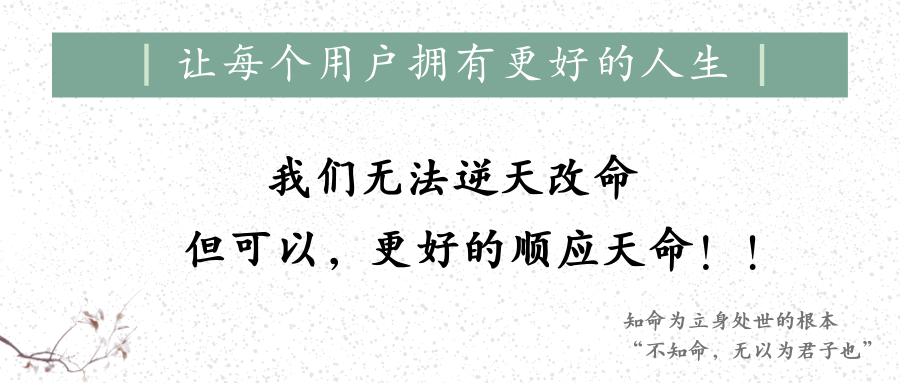 让每个用户拥有更好的人生
我们无法逆天改命
但可以，更好的顺应天命！！
知命为立身处世的根本
“不知命，无以为君子也”